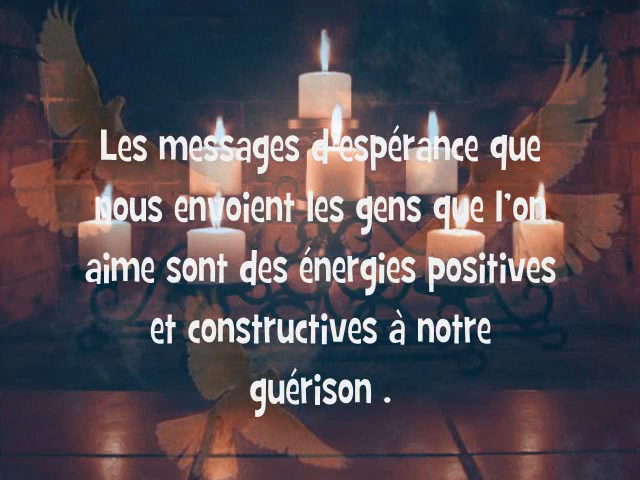 Les messages d'espérance que
nous envoient les gens que l'on
aime sont des énergies positives
et constructives à notre
guérison .